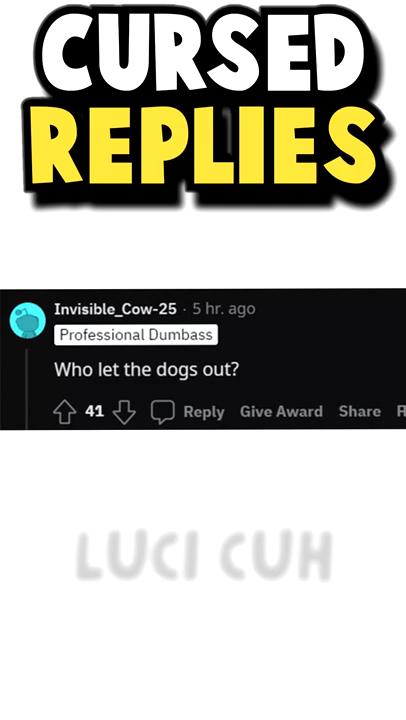 CURSED
REPLIES
Invisible_Cow-25 · 5 hr. ago
Professional Dumbass
Who let the dogs out?
41 Reply Give Award Share
LUCI CUH